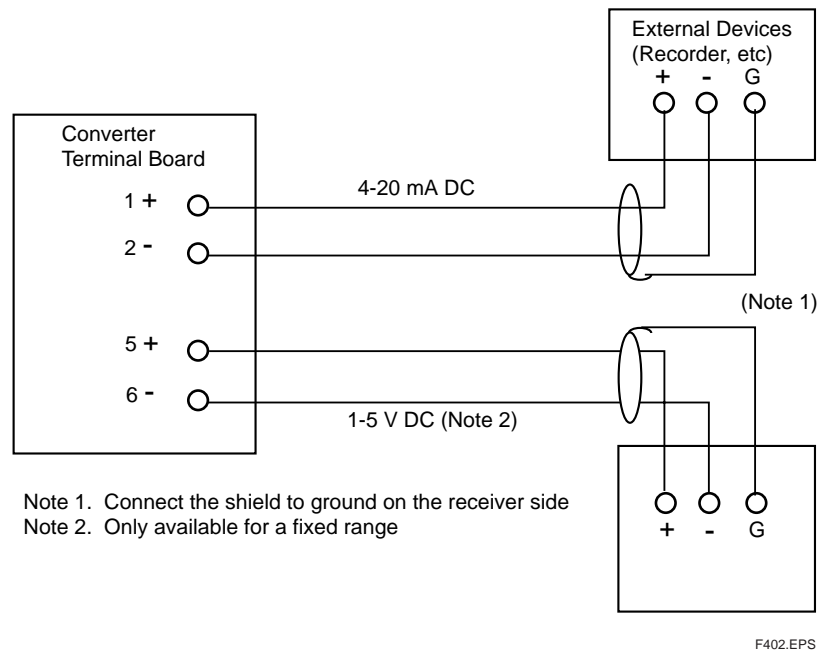 External Devices
(Recorder, etc)
+ - G
Converter
Terminal Board
1 +
4-20 mA DC
2 -
(Note 1)
5 +
6 -
1-5 V DC (Note 2)
Note 1. Connect the shield to ground on the receiver side
Note 2. Only available for a fixed range
+ - G
F402.EPS